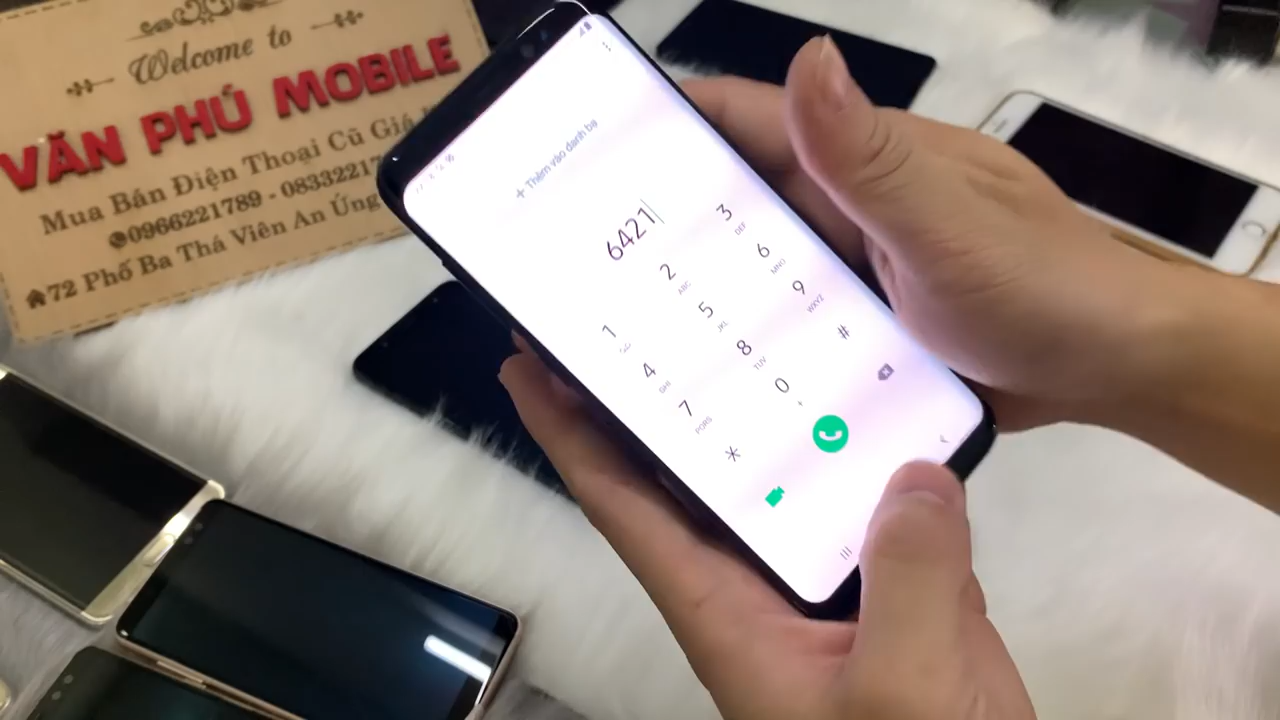 Welcome to
VĂN PHÚ MOBILE
Mua Bán Điện Thoại Cũ Giá
0966221789 - 08332217
72 Phố Ba Thá Viên An Ứng
+ Thêm vào danh bạ
6421
1
2 ABC
3 DEF
4 GHI
5 JKL
6 MNO
7 PQRS
8 TUV
9 WXYZ
*
0 +
#